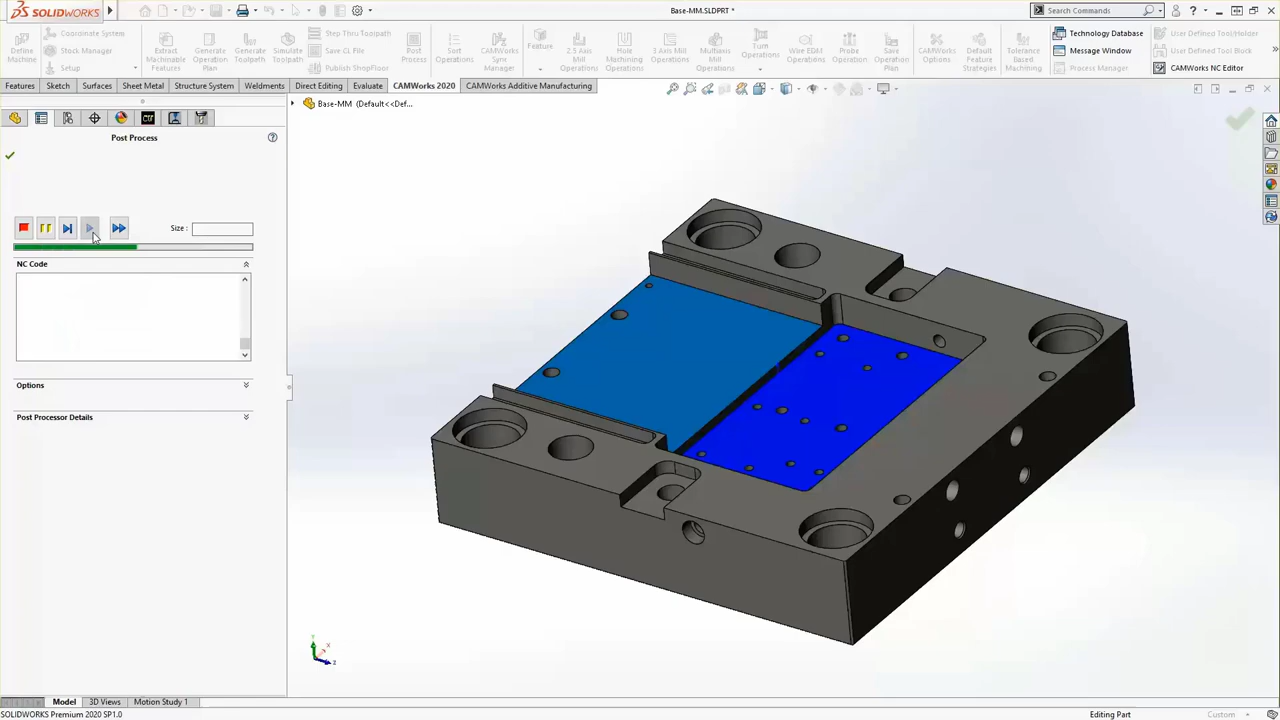 SOLIDWORKS
Base-MM.SLDPRT *
Search Commands
Define Machine
Coordinate System
Stock Manager
Setup
Extract Machinable Features
Generate Operation Plan
Generate Toolpath
Simulate Toolpath
Step Thru Toolpath
Save CL File
Publish DropFloor
Post Process
Sort Operations
CAMWorks Sync Manager
Feature
2.5 Axis Mill Operations
Hole Machining Operations
3 Axis Mill Operations
Multiaxis Mill Operations
Turn Operations
Wire EDM Operations
Probe Operation
Save Operation Plan
CAMWorks Options
Default Feature Strategies
Tolerance Based Machining
Technology Database
Message Window
Process Manager
User Defined Tool/Holder
User Defined Tool Block
CAMWorks NC Editor
Features
Sketch
Surfaces
Sheet Metal
Structure System
Weldments
Direct Editing
Evaluate
CAMWorks 2020
CAMWorks Additive Manufacturing
Base-MM (Default<<Def...
Post Process
Size :
NC Code
Options
Post Processor Details
Y
X
Z
Model
3D Views
Motion Study 1
SOLIDWORKS Premium 2020 SP1.0
Editing Part
Custom